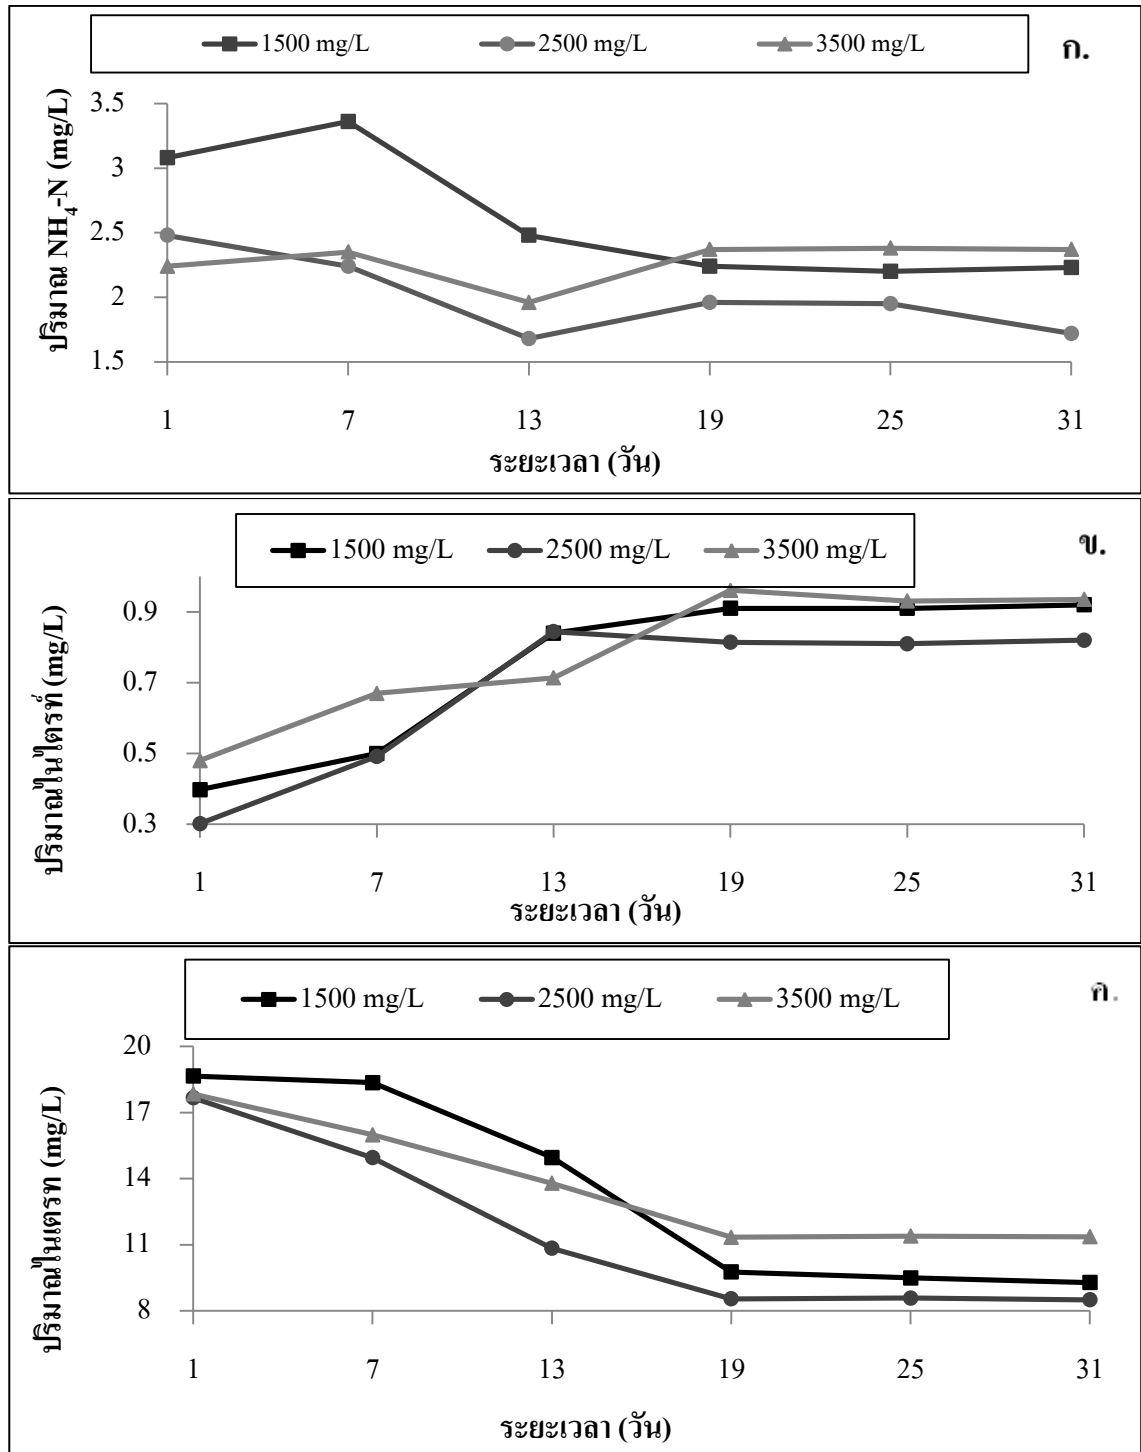 1500 mg/L 2500 mg/L 3500 mg/L
ก.
ปริมาณ NH₄-N (mg/L)
3.5
3
2.5
2
1.5
1 7 13 19 25 31
ระยะเวลา (วัน)
1500 mg/L 2500 mg/L 3500 mg/L
ข.
ปริมาณไนไตรท์ (mg/L)
0.9
0.7
0.5
0.3
1 7 13 19 25 31
ระยะเวลา (วัน)
1500 mg/L 2500 mg/L 3500 mg/L
ค.
ปริมาณไนเตรท (mg/L)
20
17
14
11
8
1 7 13 19 25 31
ระยะเวลา (วัน)